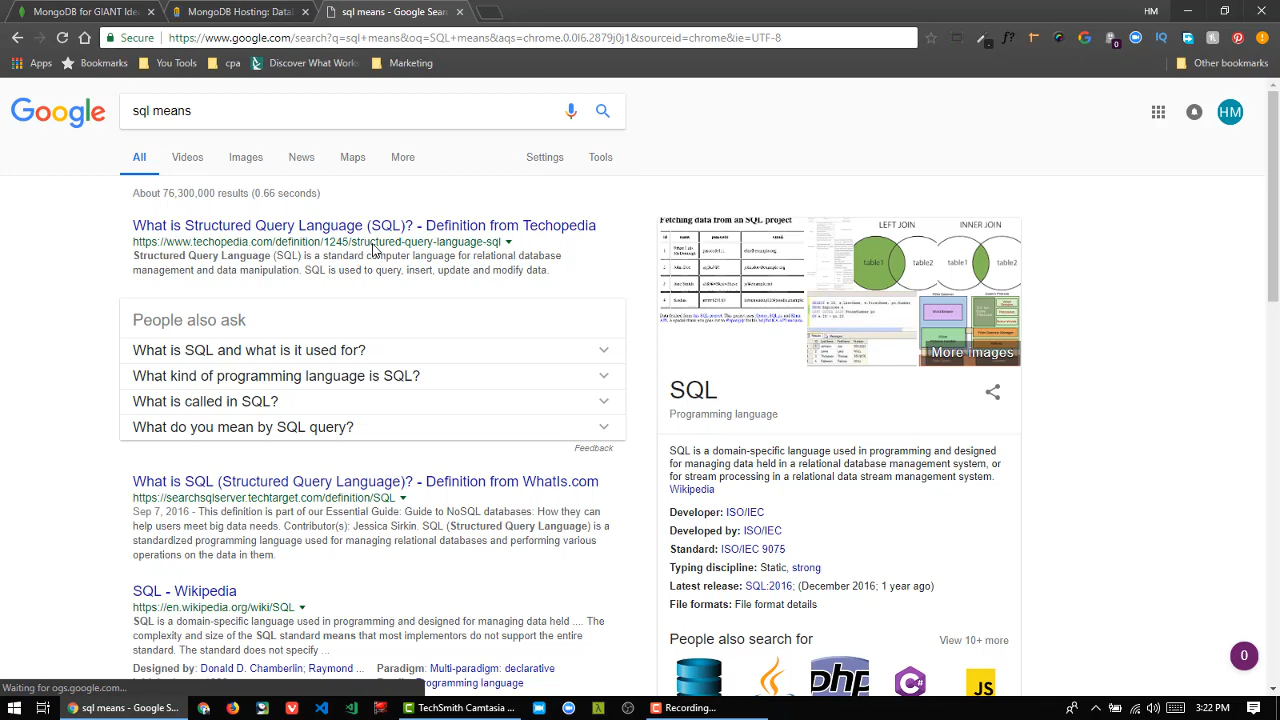 MongoDB for GIANT Ide
MongoDB Hosting: Datal
sql means - Google Searc
HM
Secure
https://www.google.com/search?q=sql+means&oq=SQL+means&aqs=chrome.0.0l6.2879j0j1&sourceid=chrome&ie=UTF-8
Apps
Bookmarks
You Tools
cpa
Discover What Works
Marketing
Other bookmarks
Google
sql means
HM
All
Videos
Images
News
Maps
More
Settings
Tools
About 76,300,000 results (0.66 seconds)
What is Structured Query Language (SQL)? - Definition from Techopedia
https://www.techopedia.com/definition/1245/structured-query-language-sql
Structured Query Language (SQL) is a standard computer language for relational database
management and data manipulation. SQL is used to query, insert, update and modify data.
People also ask
What is SQL and what is it used for?
What kind of programming language is SQL?
What is called in SQL?
What do you mean by SQL query?
Feedback
What is SQL (Structured Query Language)? - Definition from WhatIs.com
https://searchsqlserver.techtarget.com/definition/SQL
Sep 7, 2016 - This definition is part of our Essential Guide: Guide to NoSQL databases: How they can
help users meet big data needs. Contributor(s): Jessica Sirkin. SQL (Structured Query Language) is a
standardized programming language used for managing relational databases and performing various
operations on the data in them.
SQL - Wikipedia
https://en.wikipedia.org/wiki/SQL
SQL is a domain-specific language used in programming and designed for managing data held .... The
complexity and size of the SQL standard means that most implementors do not support the entire
standard. The standard does not specify ...
Designed by: Donald D. Chamberlin; Raymond ...
Paradigm: Multi-paradigm: declarative
Programming language
Fetching data from an SQL project
LEFT JOIN
INNER JOIN
table1
table2
table1
table2
More images
SQL
Programming language
SQL is a domain-specific language used in programming and designed
for managing data held in a relational database management system, or
for stream processing in a relational data stream management system.
Wikipedia
Developer: ISO/IEC
Developed by: ISO/IEC
Standard: ISO/IEC 9075
Typing discipline: Static, strong
Latest release: SQL:2016; (December 2016; 1 year ago)
File formats: File format details
People also search for
View 10+ more
php
C#
JS
0
Waiting for ogs.google.com...
sql means - Google S...
TechSmith Camtasia ...
Recording...
3:22 PM